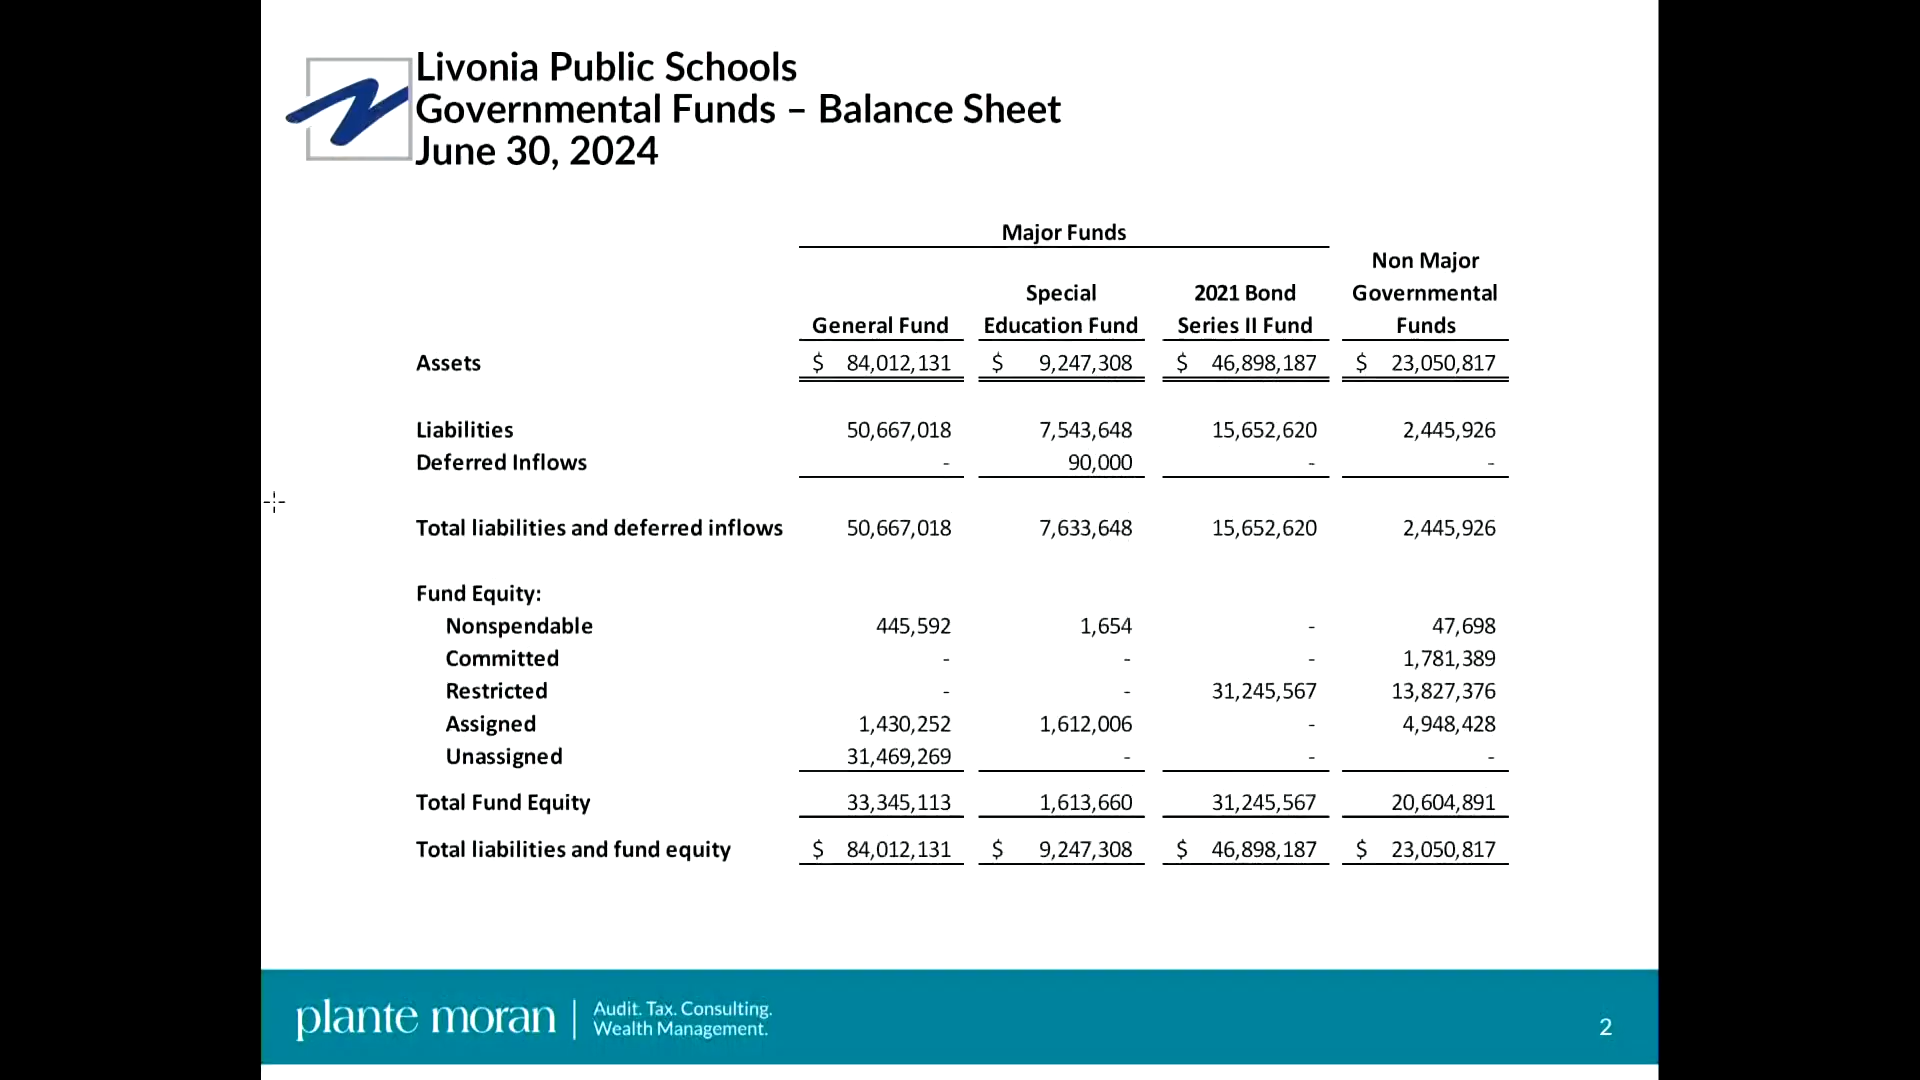 Livonia Public Schools
Governmental Funds – Balance Sheet
June 30, 2024
Major Funds
Non Major
Special 2021 Bond Governmental
General Fund Education Fund Series II Fund Funds
Assets $ 84,012,131 $ 9,247,308 $ 46,898,187 $ 23,050,817
Liabilities 50,667,018 7,543,648 15,652,620 2,445,926
Deferred Inflows - 90,000 - -
Total liabilities and deferred inflows 50,667,018 7,633,648 15,652,620 2,445,926
Fund Equity:
Nonspendable 445,592 1,654 - 47,698
Committed - - - 1,781,389
Restricted - - 31,245,567 13,827,376
Assigned 1,430,252 1,612,006 - 4,948,428
Unassigned 31,469,269 - - -
Total Fund Equity 33,345,113 1,613,660 31,245,567 20,604,891
Total liabilities and fund equity $ 84,012,131 $ 9,247,308 $ 46,898,187 $ 23,050,817
plante moran | Audit. Tax. Consulting.
Wealth Management.
2